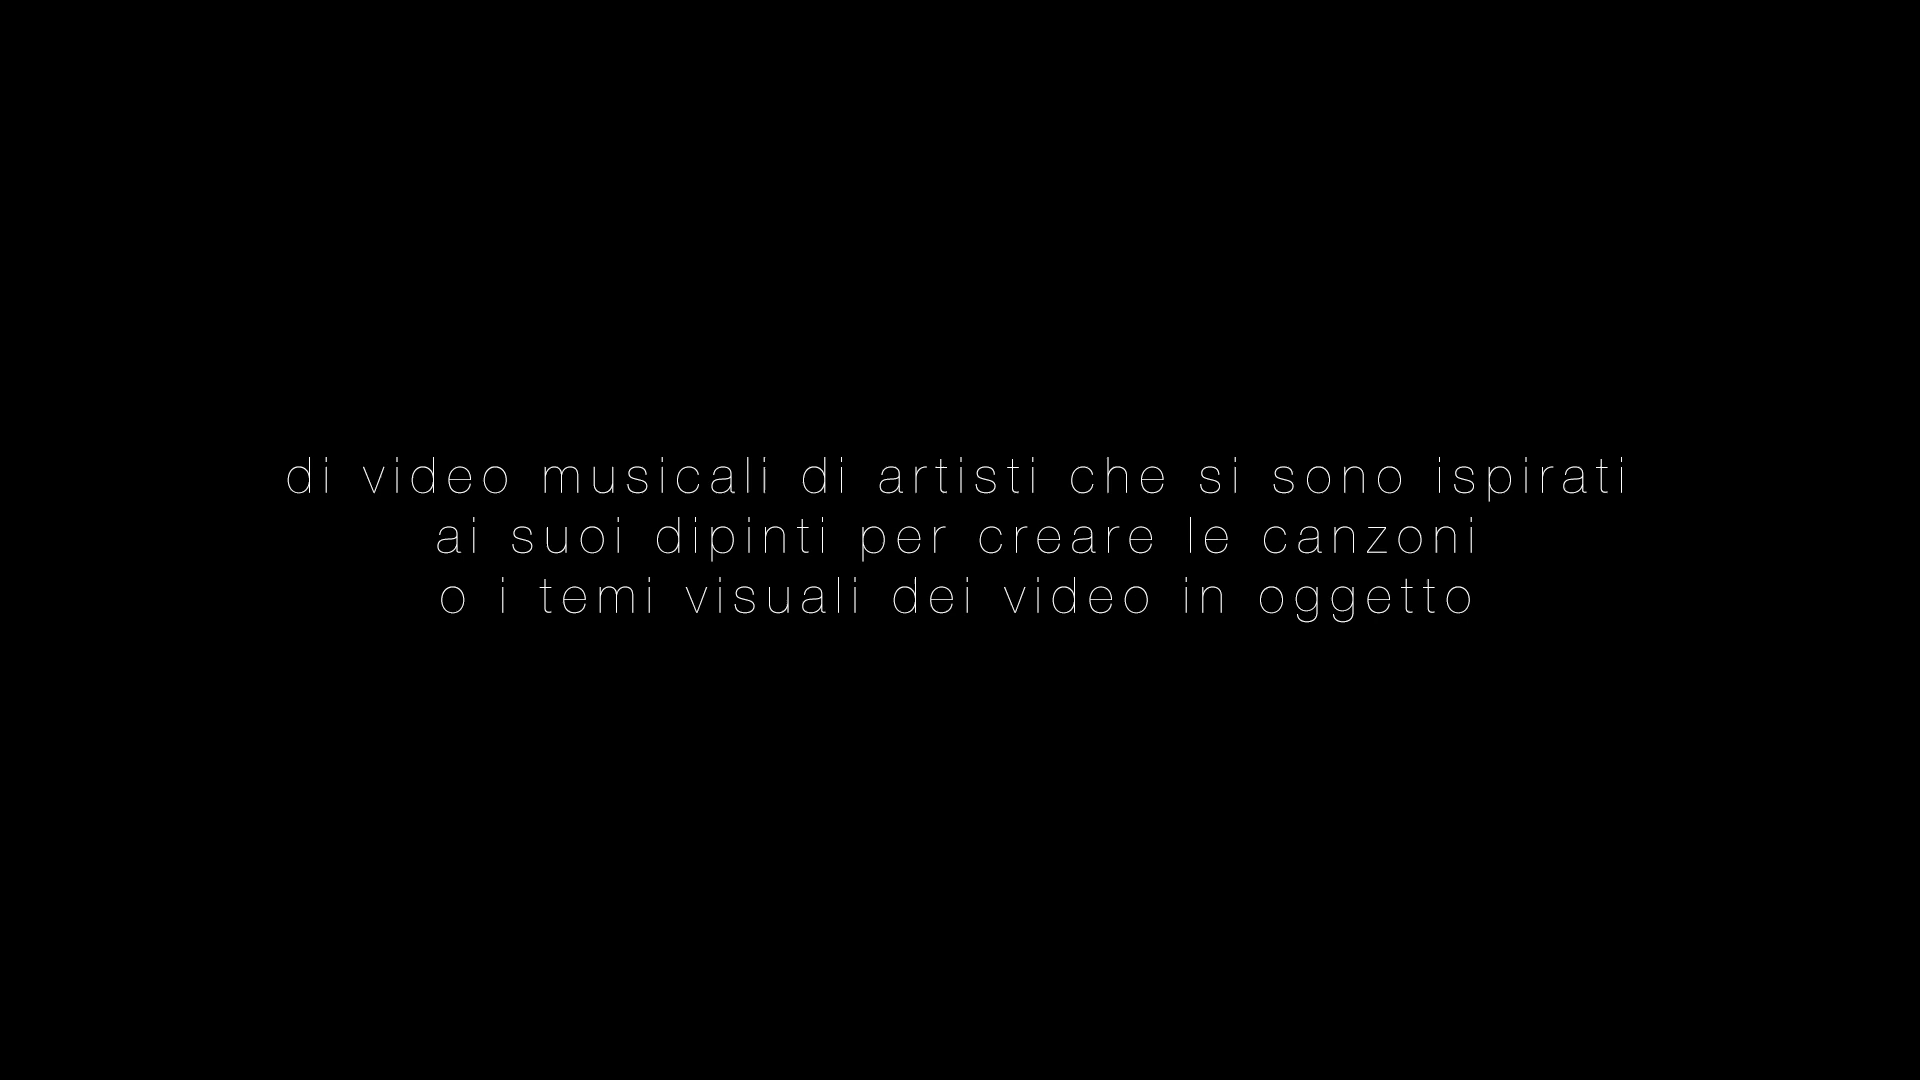 di video musicali di artisti che si sono ispirati
ai suoi dipinti per creare le canzoni
o i temi visuali dei video in oggetto